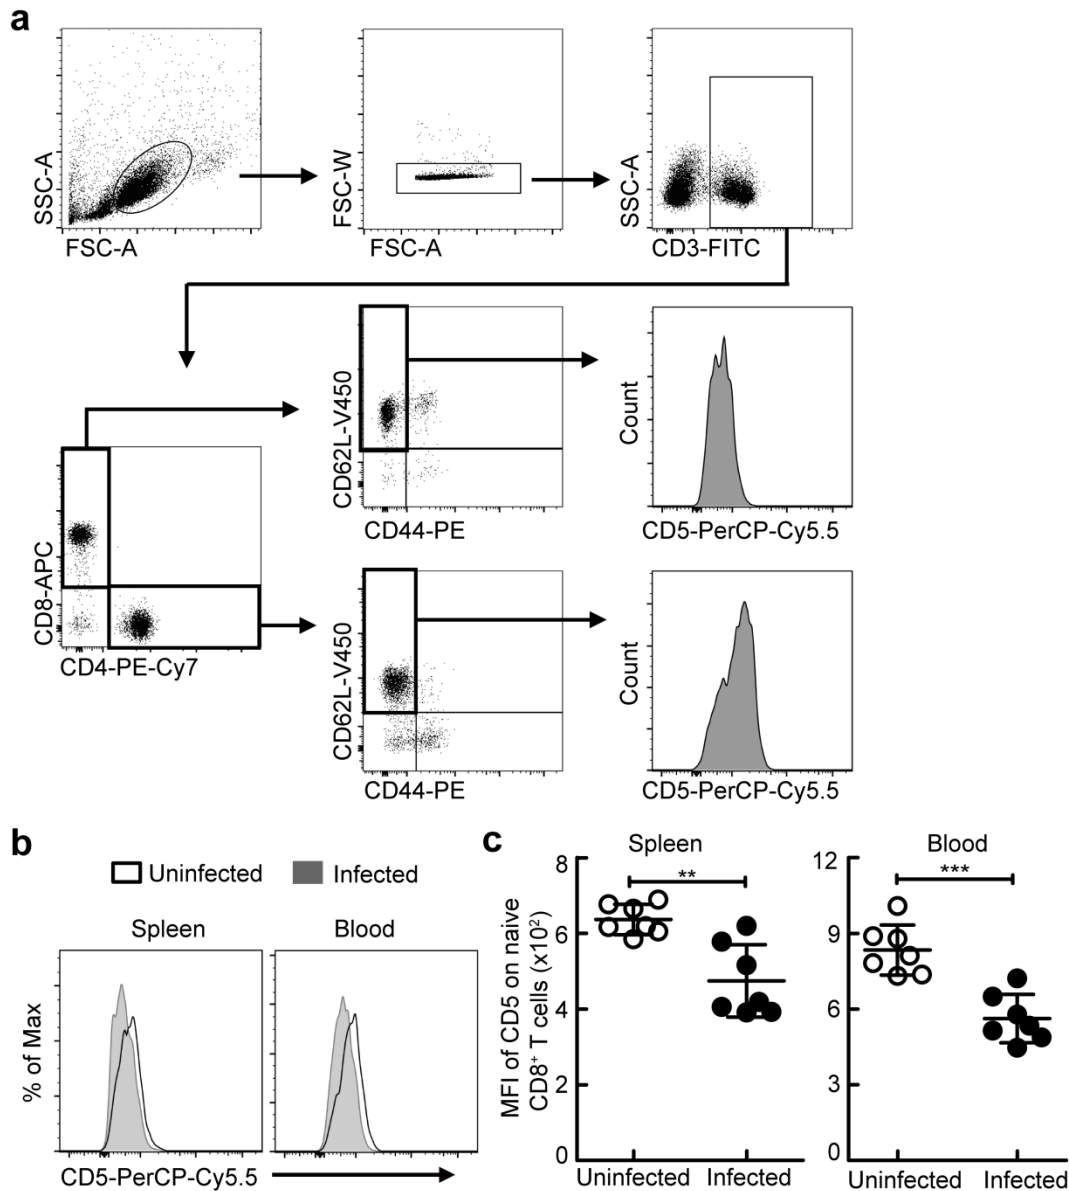 a
SSC-A
FSC-A
FSC-W
FSC-A
SSC-A
CD3-FITC
CD8-APC
CD4-PE-Cy7
CD62L-V450
CD44-PE
Count
CD5-PerCP-Cy5.5
CD62L-V450
CD44-PE
Count
CD5-PerCP-Cy5.5
b
Uninfected
Infected
Spleen
Blood
% of Max
CD5-PerCP-Cy5.5
c
Spleen
MFI of CD5 on naive
CD8⁺ T cells (x10²)
8
6
4
2
0
**
Uninfected
Infected
Blood
12
9
6
3
0
***
Uninfected
Infected